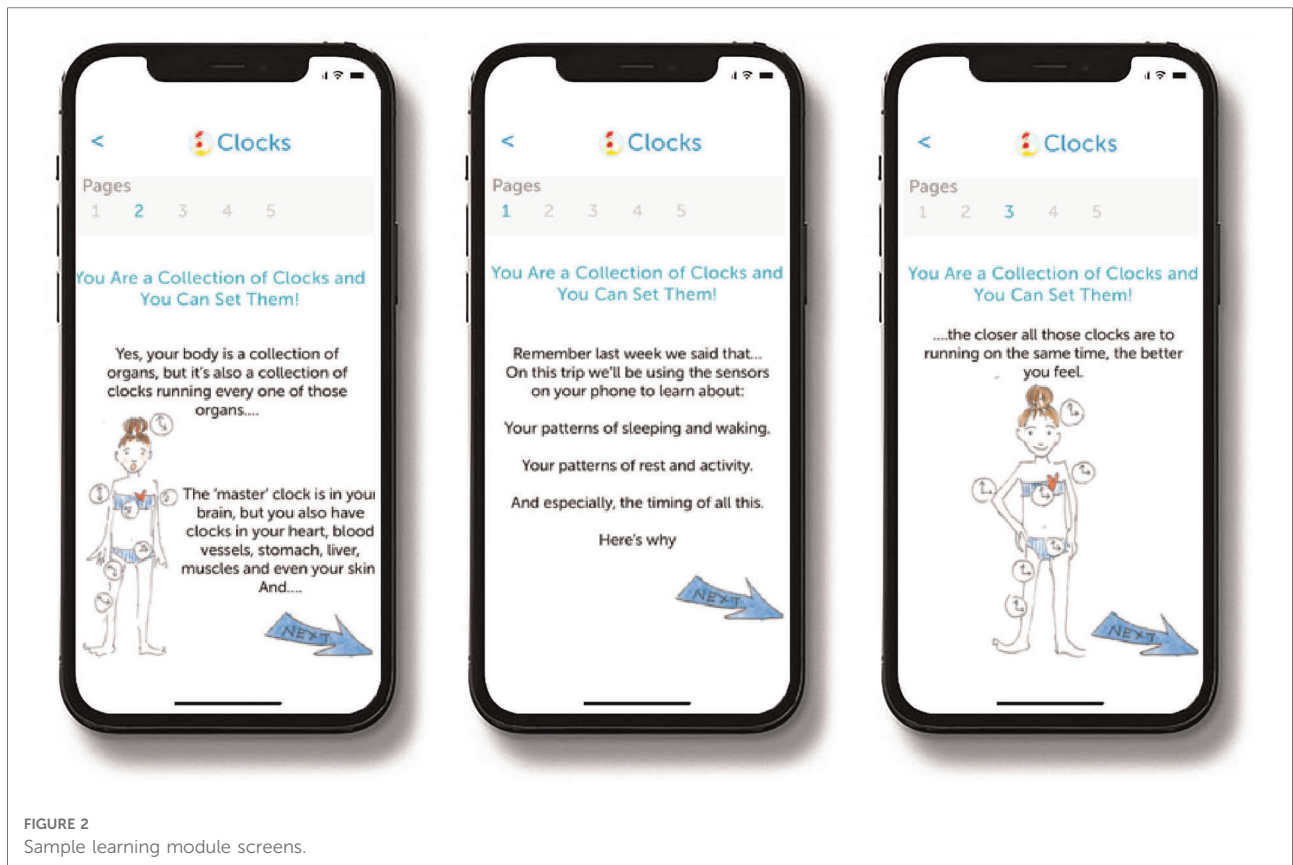 <
Clocks
Pages
1 2 3 4 5
You Are a Collection of Clocks and
You Can Set Them!
Yes, your body is a collection of
organs, but it's also a collection of
clocks running every one of those
organs....
The 'master' clock is in your
brain, but you also have
clocks in your heart, blood
vessels, stomach, liver,
muscles and even your skin
And....
NEXT
<
Clocks
Pages
1 2 3 4 5
You Are a Collection of Clocks and
You Can Set Them!
Remember last week we said that...
On this trip we'll be using the sensors
on your phone to learn about:
Your patterns of sleeping and waking.
Your patterns of rest and activity.
And especially, the timing of all this.
Here's why
NEXT
<
Clocks
Pages
1 2 3 4 5
You Are a Collection of Clocks and
You Can Set Them!
....the closer all those clocks are to
running on the same time, the better
you feel.
NEXT
FIGURE 2
Sample learning module screens.